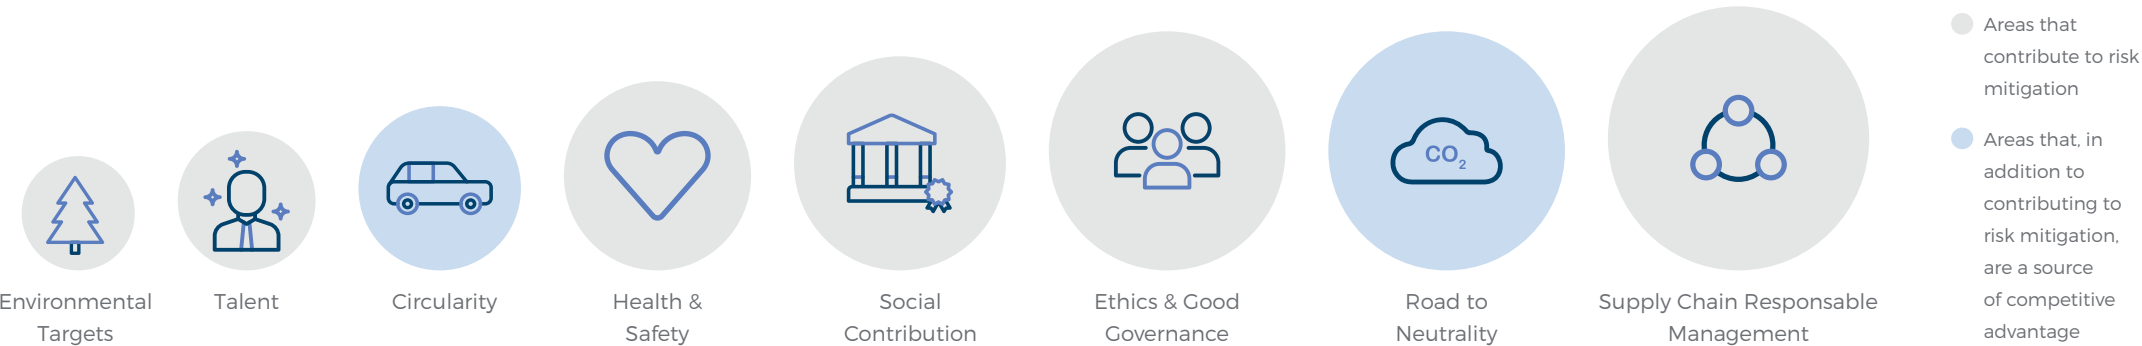 Environmental
Targets
Talent
Circularity
Health &
Safety
Social
Contribution
Ethics & Good
Governance
CO2
Road to
Neutrality
Supply Chain Responsable
Management
Areas that
contribute to risk
mitigation
Areas that, in
addition to
contributing to
risk mitigation,
are a source
of competitive
advantage